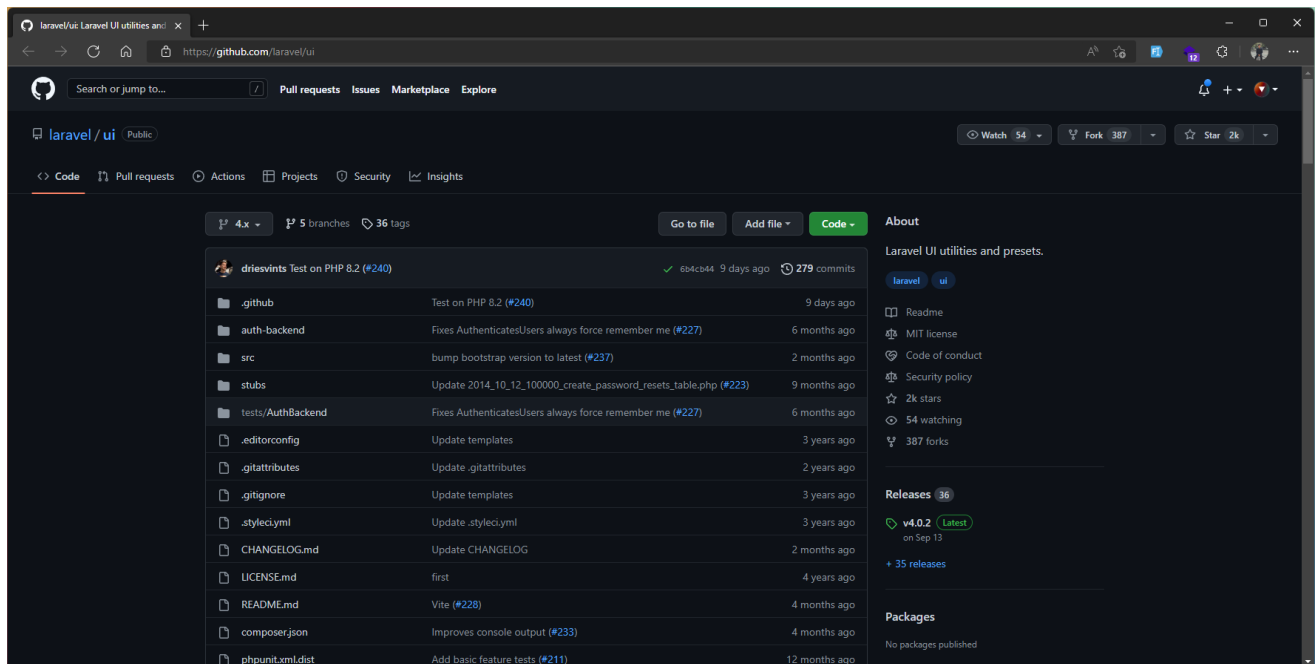 laravel/ui: Laravel UI utilities and
https://github.com/laravel/ui
12
Search or jump to... /
Pull requests Issues Marketplace Explore
laravel / ui Public
Watch 54 Fork 387 Star 2k
Code Pull requests Actions Projects Security Insights
4.x 5 branches 36 tags Go to file Add file Code
driesvints Test on PHP 8.2 (#240) 6b4cb44 9 days ago 279 commits
.github Test on PHP 8.2 (#240) 9 days ago
auth-backend Fixes AuthenticatesUsers always force remember me (#227) 6 months ago
src bump bootstrap version to latest (#237) 2 months ago
stubs Update 2014_10_12_100000_create_password_resets_table.php (#223) 9 months ago
tests/AuthBackend Fixes AuthenticatesUsers always force remember me (#227) 6 months ago
.editorconfig Update templates 3 years ago
.gitattributes Update .gitattributes 2 years ago
.gitignore Update templates 3 years ago
.styleci.yml Update .styleci.yml 3 years ago
CHANGELOG.md Update CHANGELOG 2 months ago
LICENSE.md first 4 years ago
README.md Vite (#228) 4 months ago
composer.json Improves console output (#233) 4 months ago
phpunit.xml.dist Add basic feature tests (#211) 12 months ago
About
Laravel UI utilities and presets.
laravel ui
Readme
MIT license
Code of conduct
Security policy
2k stars
54 watching
387 forks
Releases 36
v4.0.2 Latest
on Sep 13
+ 35 releases
Packages
No packages published